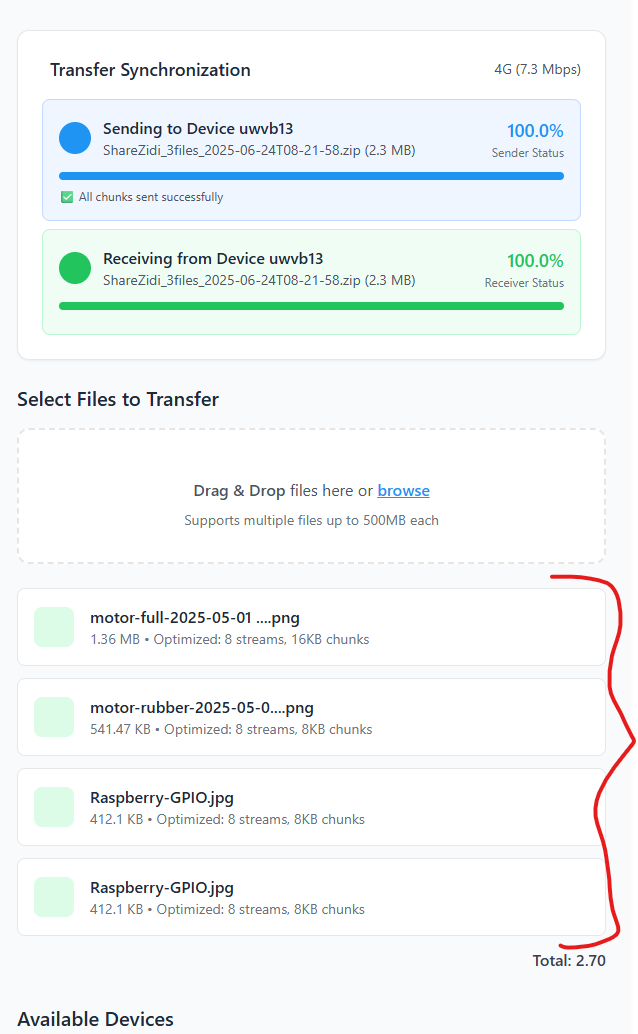 Transfer Synchronization
4G (7.3 Mbps)
Sending to Device uwvb13
100.0%
ShareZidi_3files_2025-06-24T08-21-58.zip (2.3 MB)
Sender Status
✅ All chunks sent successfully
Receiving from Device uwvb13
100.0%
ShareZidi_3files_2025-06-24T08-21-58.zip (2.3 MB)
Receiver Status
Select Files to Transfer
Drag & Drop files here or browse
Supports multiple files up to 500MB each
motor-full-2025-05-01 ....png
1.36 MB • Optimized: 8 streams, 16KB chunks
motor-rubber-2025-05-0....png
541.47 KB • Optimized: 8 streams, 8KB chunks
Raspberry-GPIO.jpg
412.1 KB • Optimized: 8 streams, 8KB chunks
Raspberry-GPIO.jpg
412.1 KB • Optimized: 8 streams, 8KB chunks
Total: 2.70
Available Devices